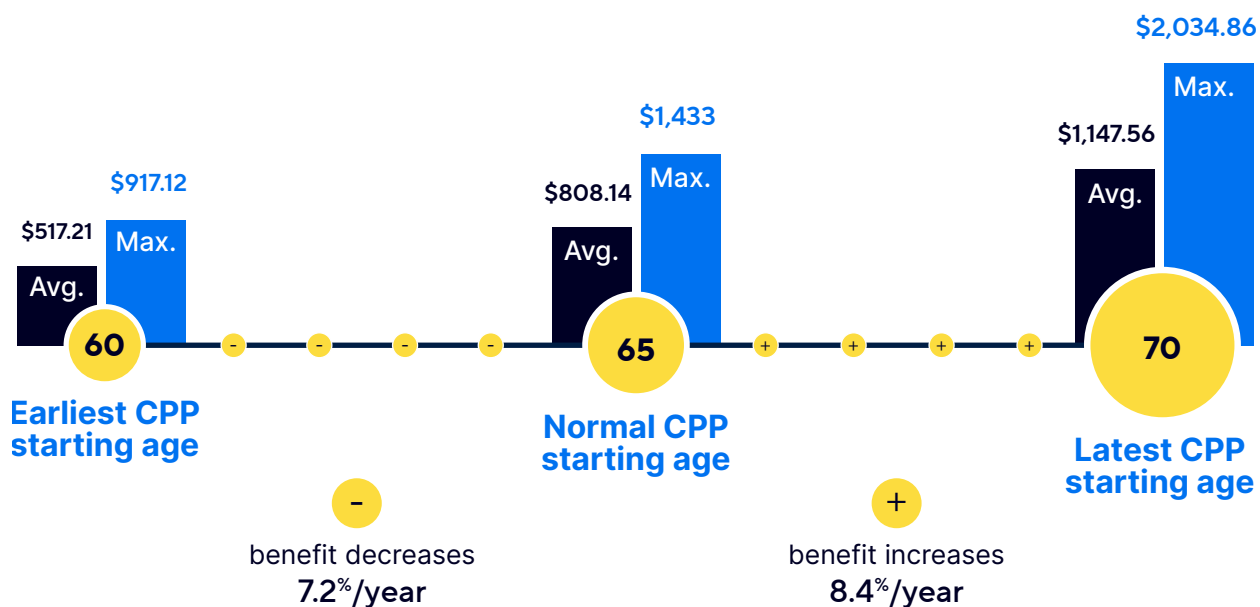 $517.21
Avg.
$917.12
Max.
60
Earliest CPP
starting age
-
-
-
-
$808.14
Avg.
$1,433
Max.
65
Normal CPP
starting age
+
+
+
+
$1,147.56
Avg.
$2,034.86
Max.
70
Latest CPP
starting age
-
benefit decreases
7.2%/year
+
benefit increases
8.4%/year